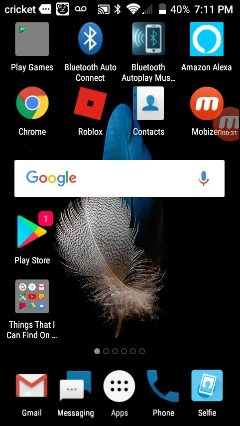 cricket 40% 7:11 PM
Play Games
Bluetooth Auto Connect
Bluetooth Autoplay Mus...
Amazon Alexa
Chrome
Roblox
Contacts
Mobizen
Google
1
Play Store
Things That I Can Find On ...
Gmail
Messaging
Apps
Phone
Selfie